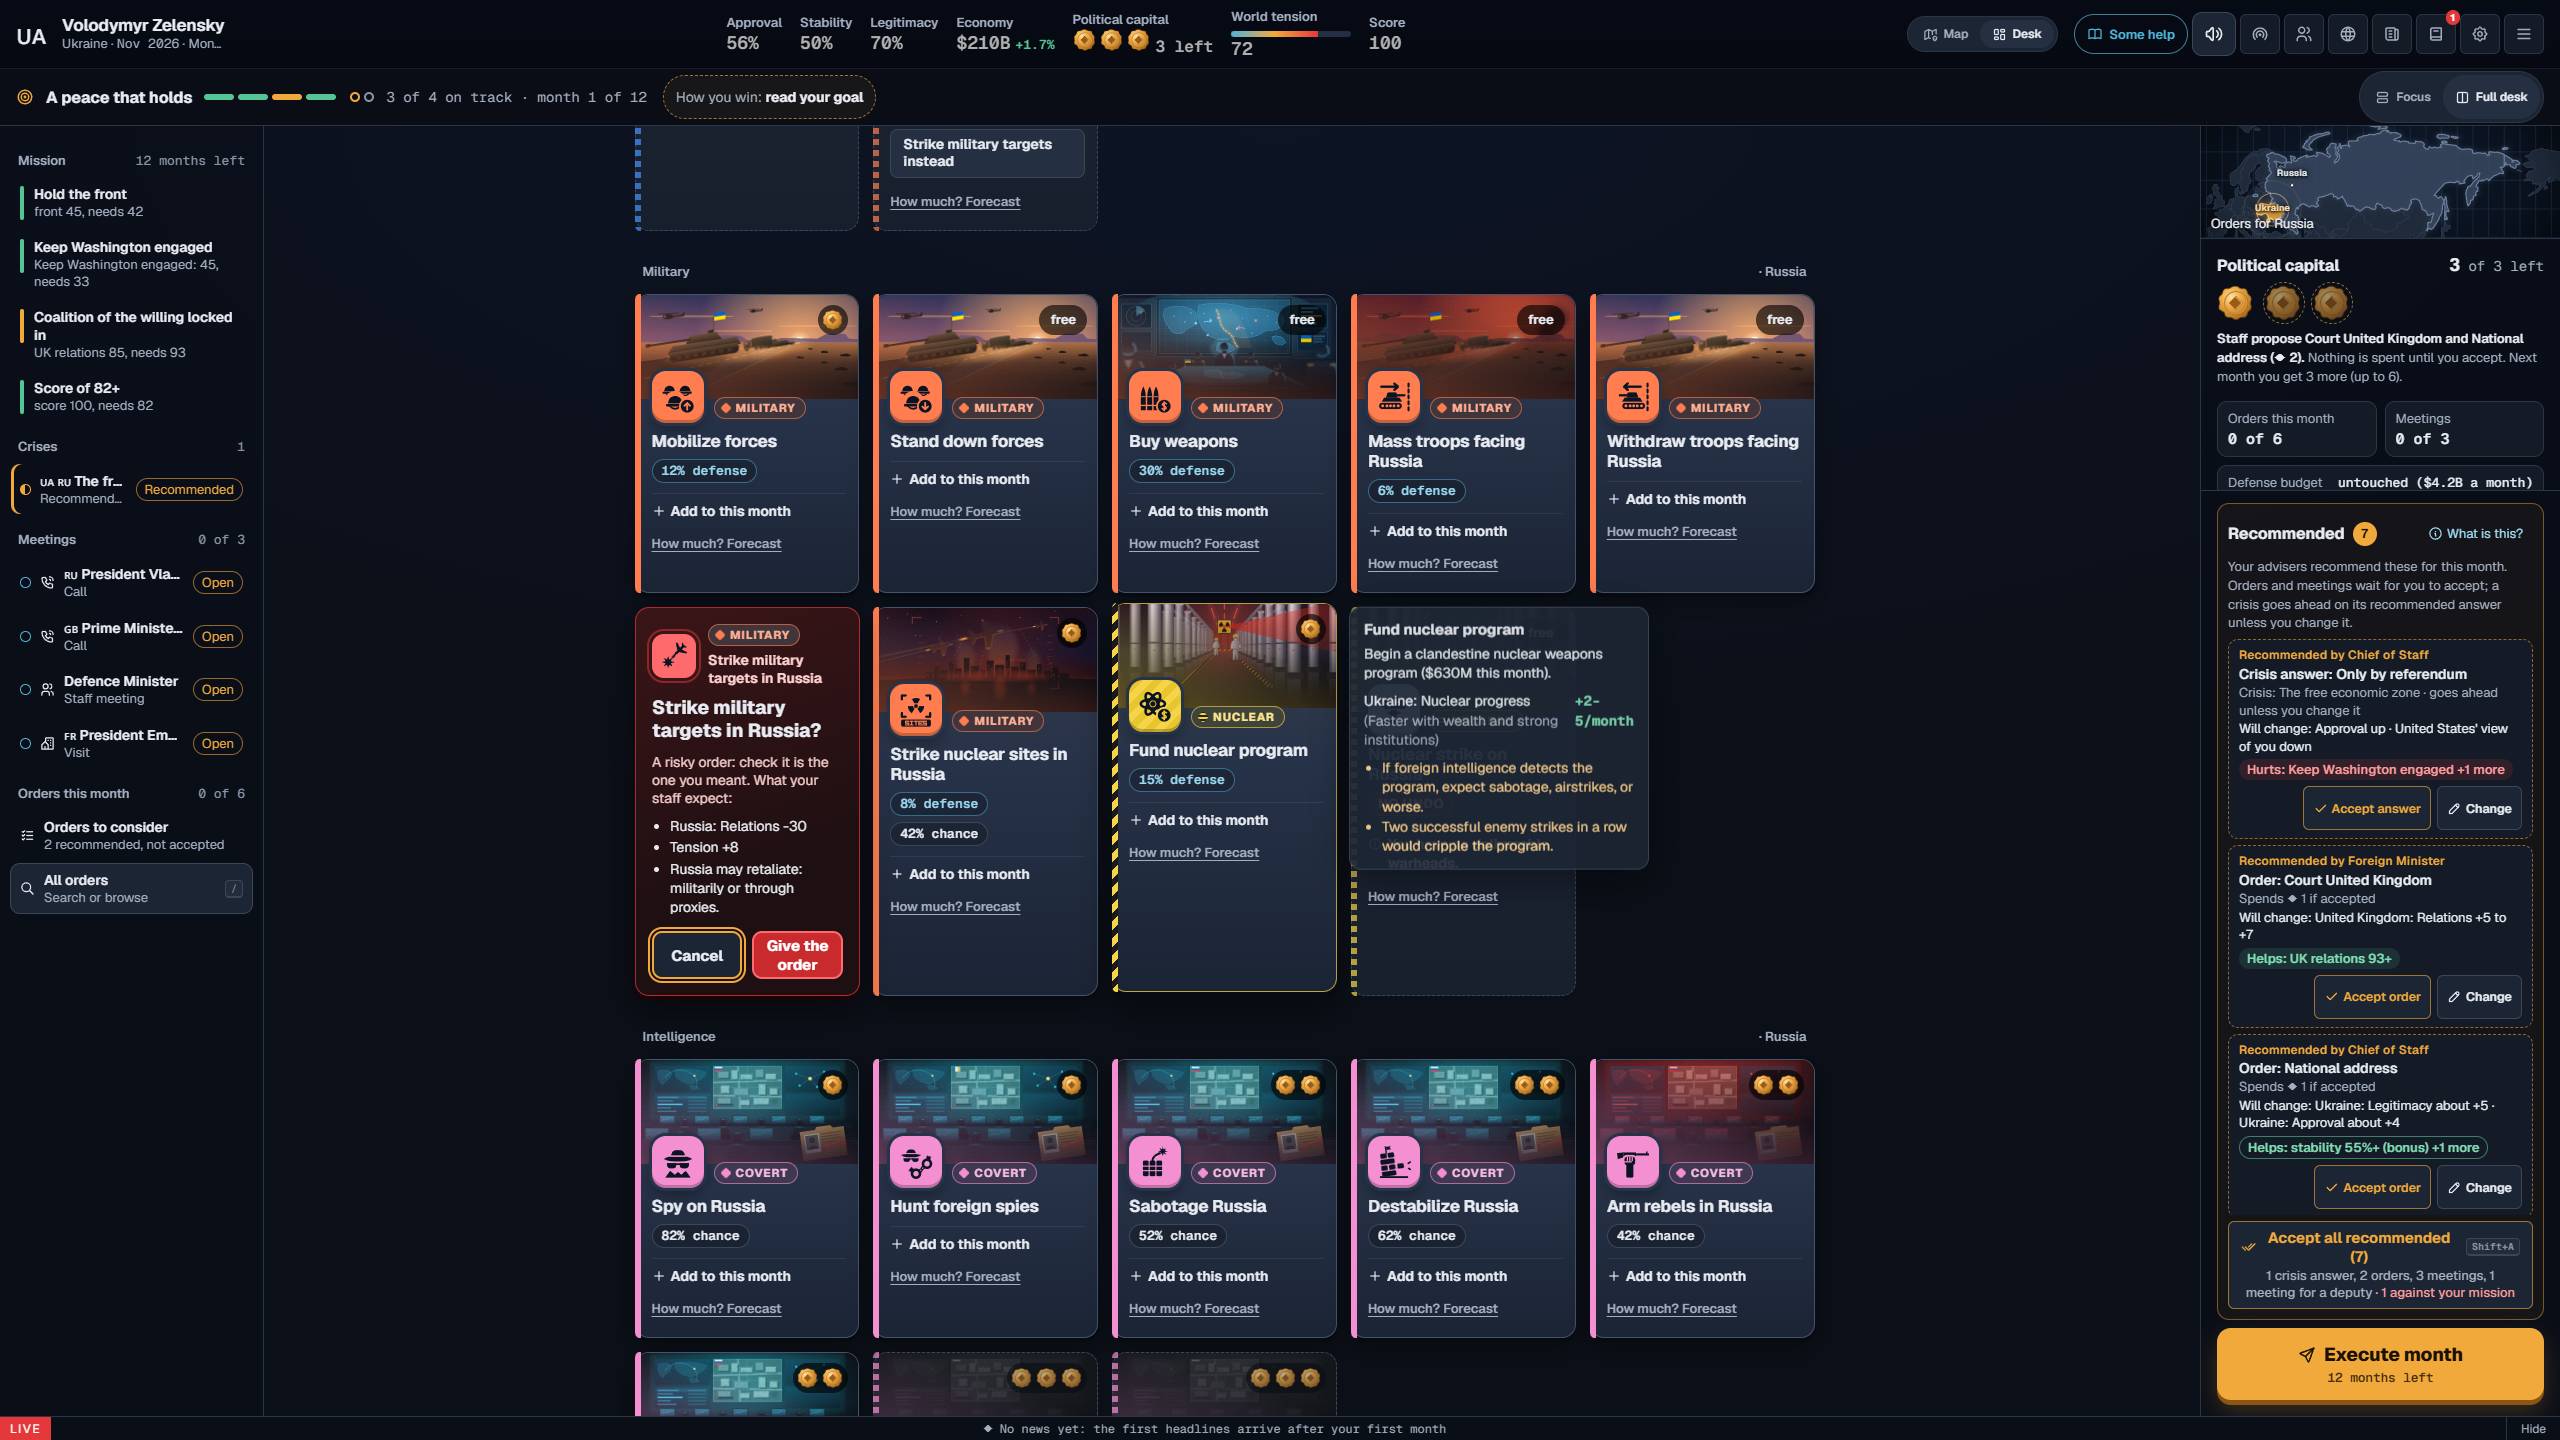 UA
Volodymyr Zelensky
Ukraine · Nov 2026 · Mon...
Approval
56%
Stability
50%
Legitimacy
70%
Economy
$210B +1.7%
Political capital
3 left
World tension
72
Score
100
Map
Desk
Some help
1
A peace that holds
3 of 4 on track · month 1 of 12
How you win: read your goal
Focus
Full desk
Mission
12 months left
Hold the front
front 45, needs 42
Keep Washington engaged
Keep Washington engaged: 45,
needs 33
Coalition of the willing locked
in
UK relations 85, needs 93
Score of 82+
score 100, needs 82
Crises
1
UA RU The fr...
Recommend...
Recommended
Meetings
0 of 3
RU President Vla...
Call
Open
GB Prime Ministe...
Call
Open
Defence Minister
Staff meeting
Open
FR President Em...
Visit
Open
Orders this month
0 of 6
Orders to consider
2 recommended, not accepted
All orders
Search or browse
/
Strike military targets
instead
How much? Forecast
Military
· Russia
MILITARY
Mobilize forces
12% defense
+ Add to this month
How much? Forecast
free
MILITARY
Stand down forces
+ Add to this month
How much? Forecast
free
MILITARY
Buy weapons
30% defense
+ Add to this month
How much? Forecast
free
MILITARY
Mass troops facing
Russia
6% defense
+ Add to this month
How much? Forecast
free
MILITARY
Withdraw troops facing
Russia
+ Add to this month
How much? Forecast
MILITARY
Strike military
targets in Russia
Strike military
targets in Russia?
A risky order: check it is the
one you meant. What your
staff expect:
• Russia: Relations -30
• Tension +8
• Russia may retaliate:
militarily or through
proxies.
Cancel
Give the
order
SITES
MILITARY
Strike nuclear sites in
Russia
8% defense
42% chance
+ Add to this month
How much? Forecast
NUCLEAR
Fund nuclear program
15% defense
+ Add to this month
How much? Forecast
Fund nuclear program
free
Begin a clandestine nuclear weapons
program ($630M this month).
Ukraine: Nuclear progress
(Faster with wealth and strong
institutions)
+2-
5/month
Nuclear strike on
• If foreign intelligence detects the
program, expect sabotage, airstrikes, or
worse.
• Two successful enemy strikes in a row
would cripple the program.
warheads.
How much? Forecast
Intelligence
· Russia
COVERT
Spy on Russia
82% chance
+ Add to this month
How much? Forecast
COVERT
Hunt foreign spies
+ Add to this month
How much? Forecast
COVERT
Sabotage Russia
52% chance
+ Add to this month
How much? Forecast
COVERT
Destabilize Russia
62% chance
+ Add to this month
How much? Forecast
COVERT
Arm rebels in Russia
42% chance
+ Add to this month
How much? Forecast
Russia
Ukraine
Orders for Russia
Political capital
3 of 3 left
Staff propose Court United Kingdom and National
address (◆ 2). Nothing is spent until you accept. Next
month you get 3 more (up to 6).
Orders this month
0 of 6
Meetings
0 of 3
Defense budget
untouched ($4.2B a month)
Recommended 7
What is this?
Your advisers recommend these for this month.
Orders and meetings wait for you to accept; a
crisis goes ahead on its recommended answer
unless you change it.
Recommended by Chief of Staff
Crisis answer: Only by referendum
Crisis: The free economic zone · goes ahead
unless you change it
Will change: Approval up · United States' view
of you down
Hurts: Keep Washington engaged +1 more
Accept answer
Change
Recommended by Foreign Minister
Order: Court United Kingdom
Spends ◆ 1 if accepted
Will change: United Kingdom: Relations +5 to
+7
Helps: UK relations 93+
Accept order
Change
Recommended by Chief of Staff
Order: National address
Spends ◆ 1 if accepted
Will change: Ukraine: Legitimacy about +5 ·
Ukraine: Approval about +4
Helps: stability 55%+ (bonus) +1 more
Accept order
Change
Accept all recommended
(7)
Shift+A
1 crisis answer, 2 orders, 3 meetings, 1
meeting for a deputy · 1 against your mission
Execute month
12 months left
LIVE
◆ No news yet: the first headlines arrive after your first month
Hide